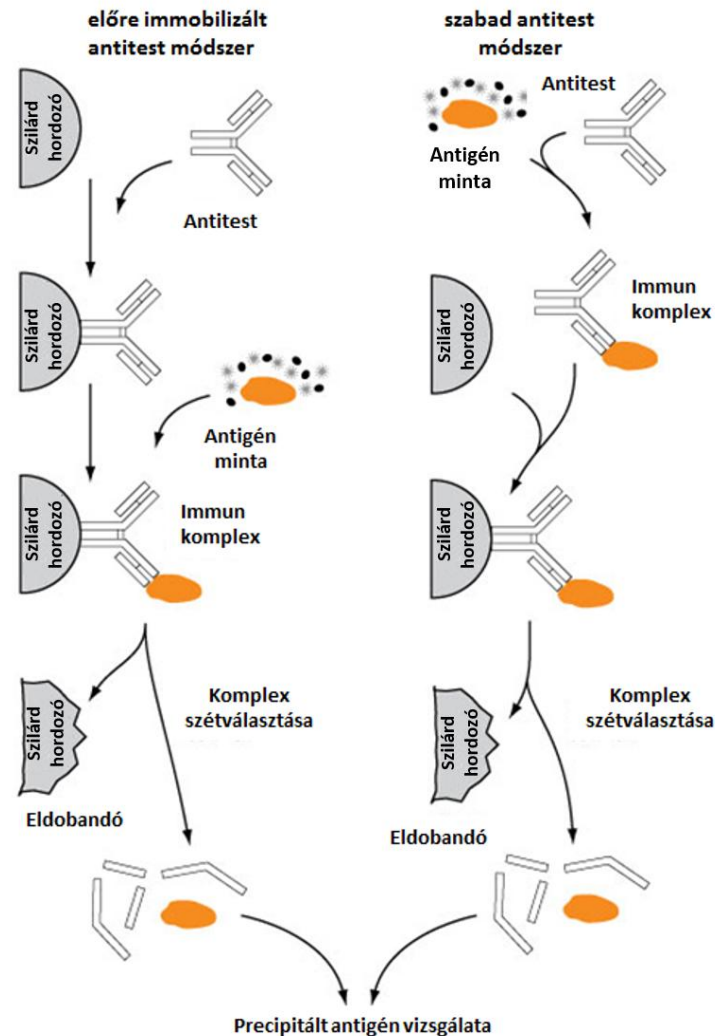 előre immobilizált
antitest módszer
Szilárd
hordozó
Antitest
Szilárd
hordozó
Antigén
minta
Szilárd
hordozó
Immun
komplex
Komplex
szétválasztása
Szilárd
hordozó
Eldobandó
szabad antitest
módszer
Antitest
Antigén
minta
Szilárd
hordozó
Immun
komplex
Szilárd
hordozó
Komplex
szétválasztása
Szilárd
hordozó
Eldobandó
Precipitált antigén vizsgálata